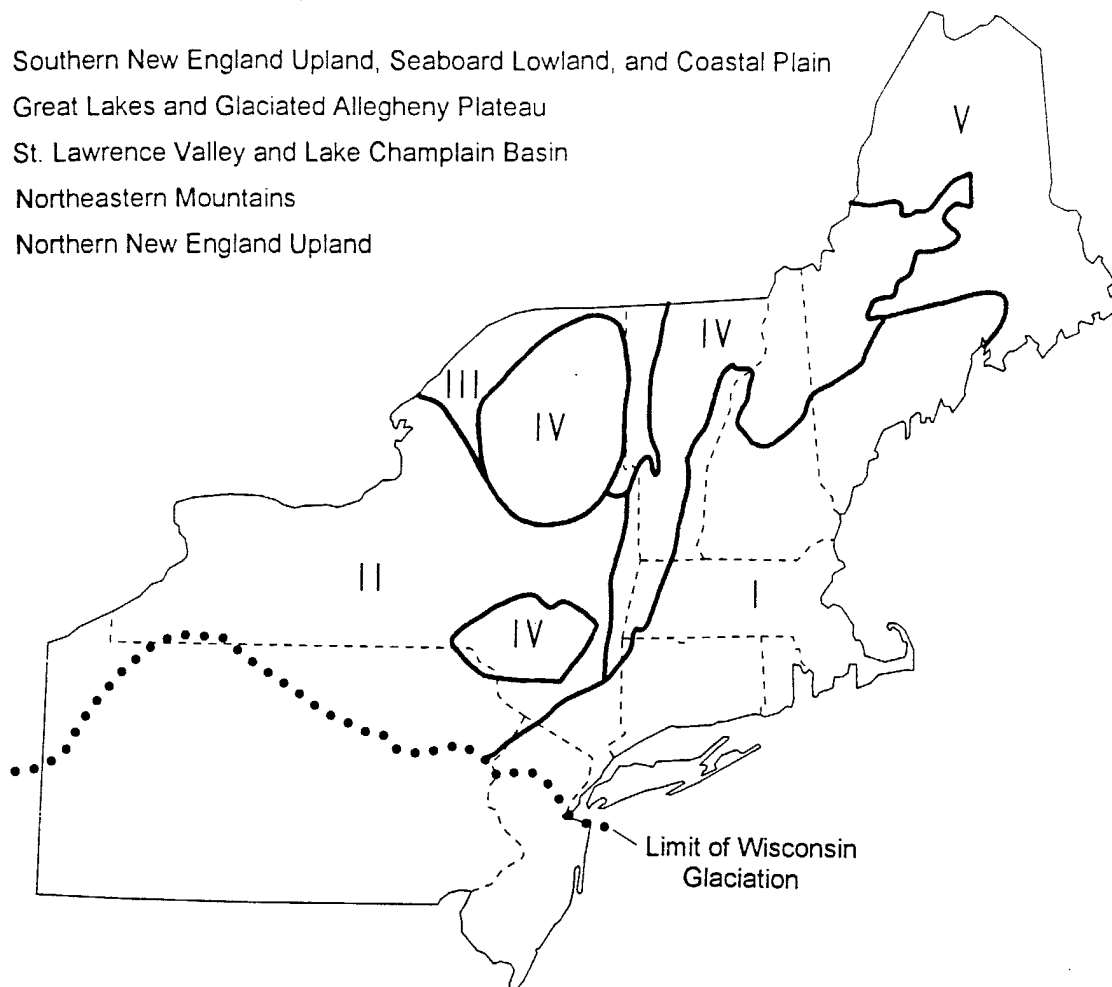 Southern New England Upland, Seaboard Lowland, and Coastal Plain
Great Lakes and Glaciated Allegheny Plateau
St. Lawrence Valley and Lake Champlain Basin
Northeastern Mountains
Northern New England Upland
V
IV
III
IV
II
I
IV
Limit of Wisconsin
Glaciation